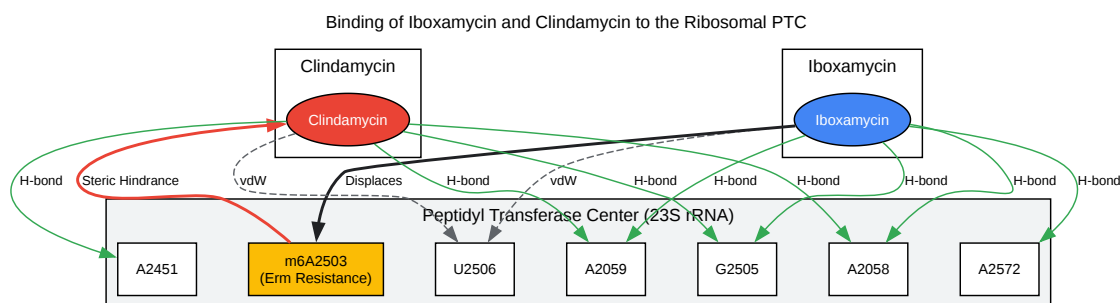 Binding of Iboxamycin and Clindamycin to the Ribosomal PTC
Clindamycin
Iboxamycin
Clindamycin
Iboxamycin
H-bond
Steric Hindrance
vdW
Displaces
H-bond
vdW
H-bond
H-bond
H-bond
H-bond
H-bond
H-bond
Peptidyl Transferase Center (23S rRNA)
A2451
m6A2503
(Erm Resistance)
U2506
A2059
G2505
A2058
A2572